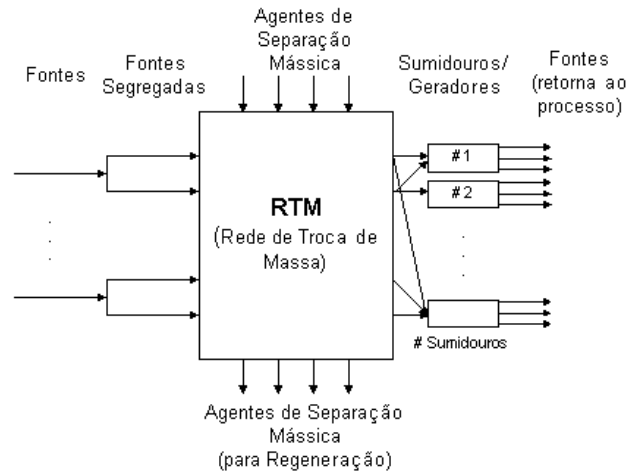 Agentes de
Separação
Mássica
Fontes
Fontes
Segregadas
Sumidouros/
Geradores
Fontes
(retorna ao
processo)
RTM
(Rede de Troca de
Massa)
#1
#2
# Sumidouros
Agentes de Separação
Mássica
(para Regeneração)